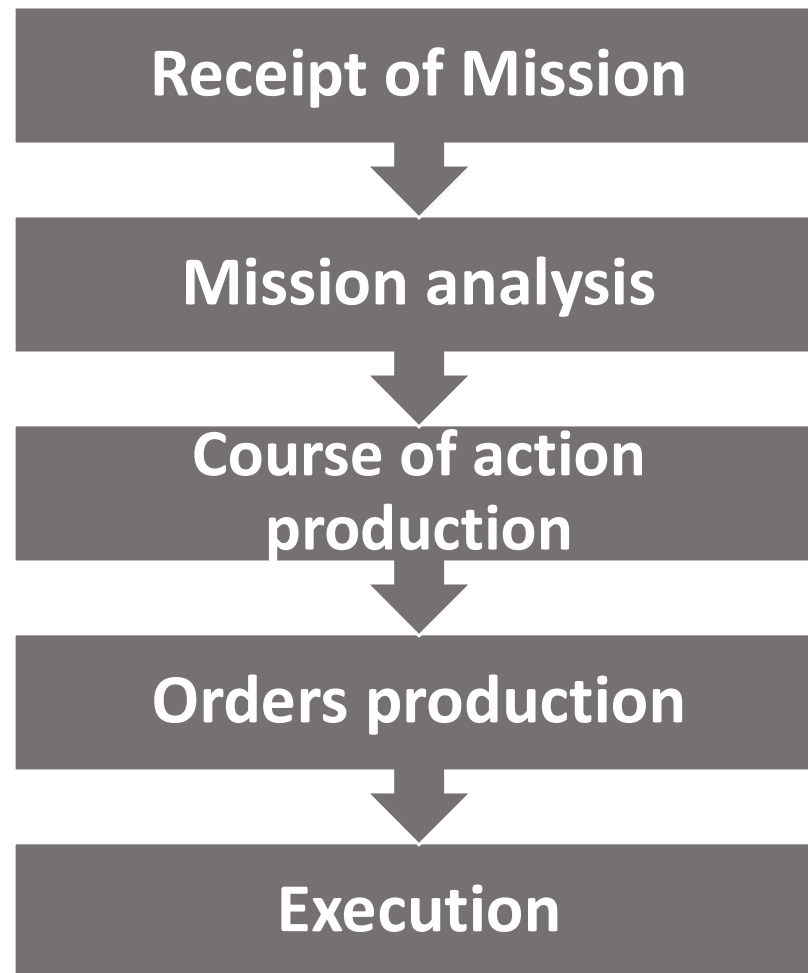 Receipt of Mission
Mission analysis
Course of action
production
Orders production
Execution